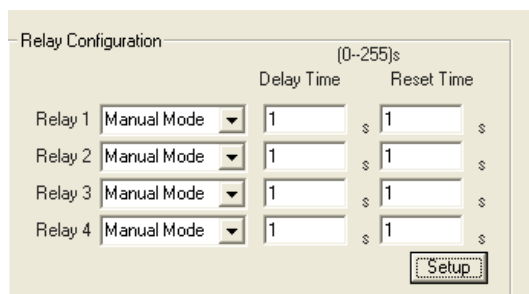 Relay Configuration
(0--255)s
Delay Time Reset Time
Relay 1 Manual Mode 1 s 1 s
Relay 2 Manual Mode 1 s 1 s
Relay 3 Manual Mode 1 s 1 s
Relay 4 Manual Mode 1 s 1 s
Setup